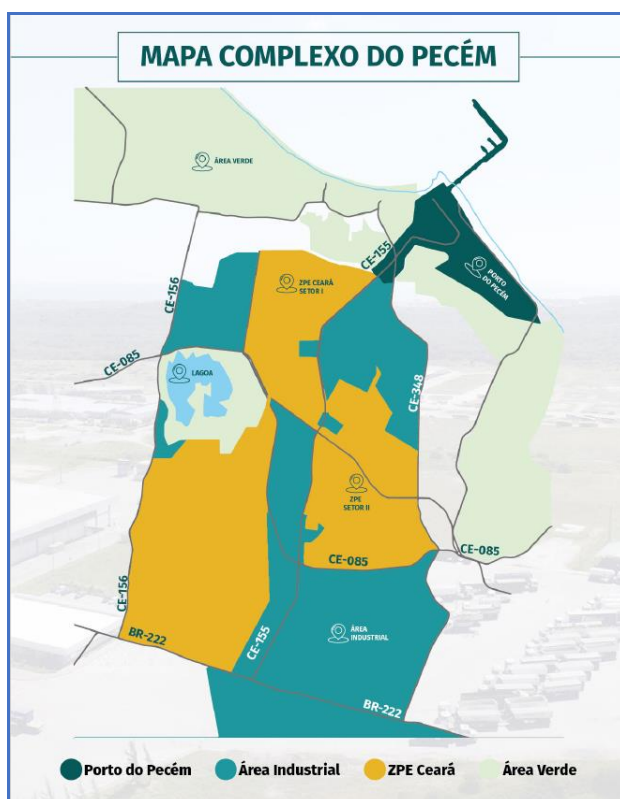 MAPA COMPLEXO DO PECÉM
ÁREA VERDE
CE-155
PORTO
DO PECÉM
ZPE CEARÁ
SETOR I
CE-156
CE-085
LAGOA
CE-348
ZPE
SETOR II
CE-085
CE-085
CE-156
BR-222
CE-155
ÁREA
INDUSTRIAL
BR-222
Porto do Pecém
Área Industrial
ZPE Ceará
Área Verde